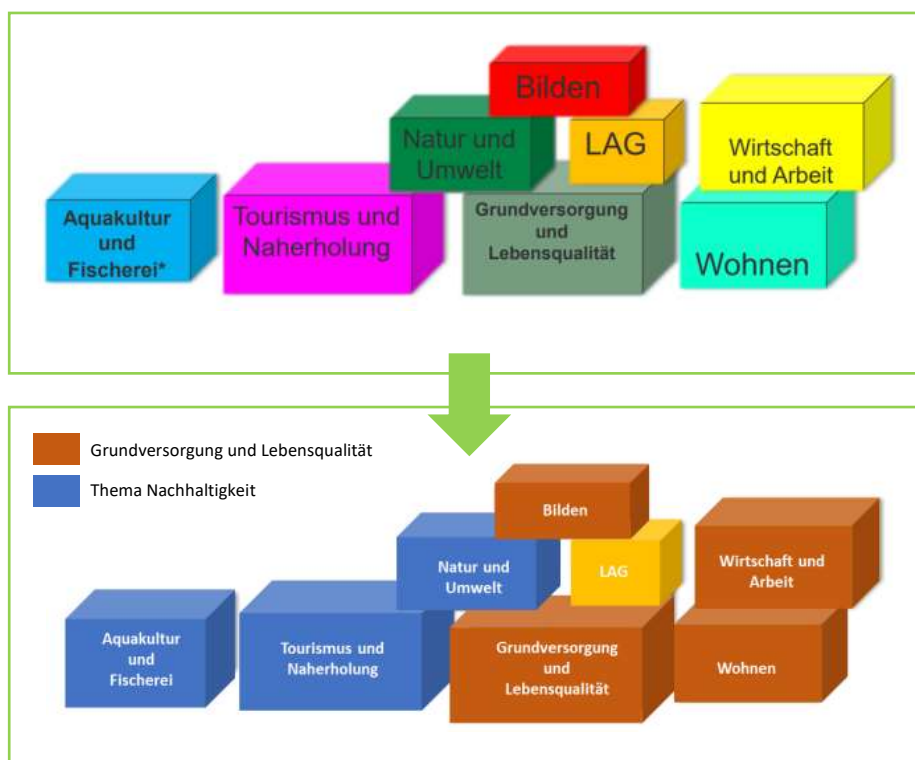 Bilden
Natur und
Umwelt
LAG
Wirtschaft
und Arbeit
Aquakultur
und
Fischerei*
Tourismus und
Naherholung
Grundversorgung
und
Lebensqualität
Wohnen
Grundversorgung und Lebensqualität
Thema Nachhaltigkeit
Bilden
Natur und
Umwelt
LAG
Wirtschaft und
Arbeit
Aquakultur
und
Fischerei
Tourismus und
Naherholung
Grundversorgung
und
Lebensqualität
Wohnen